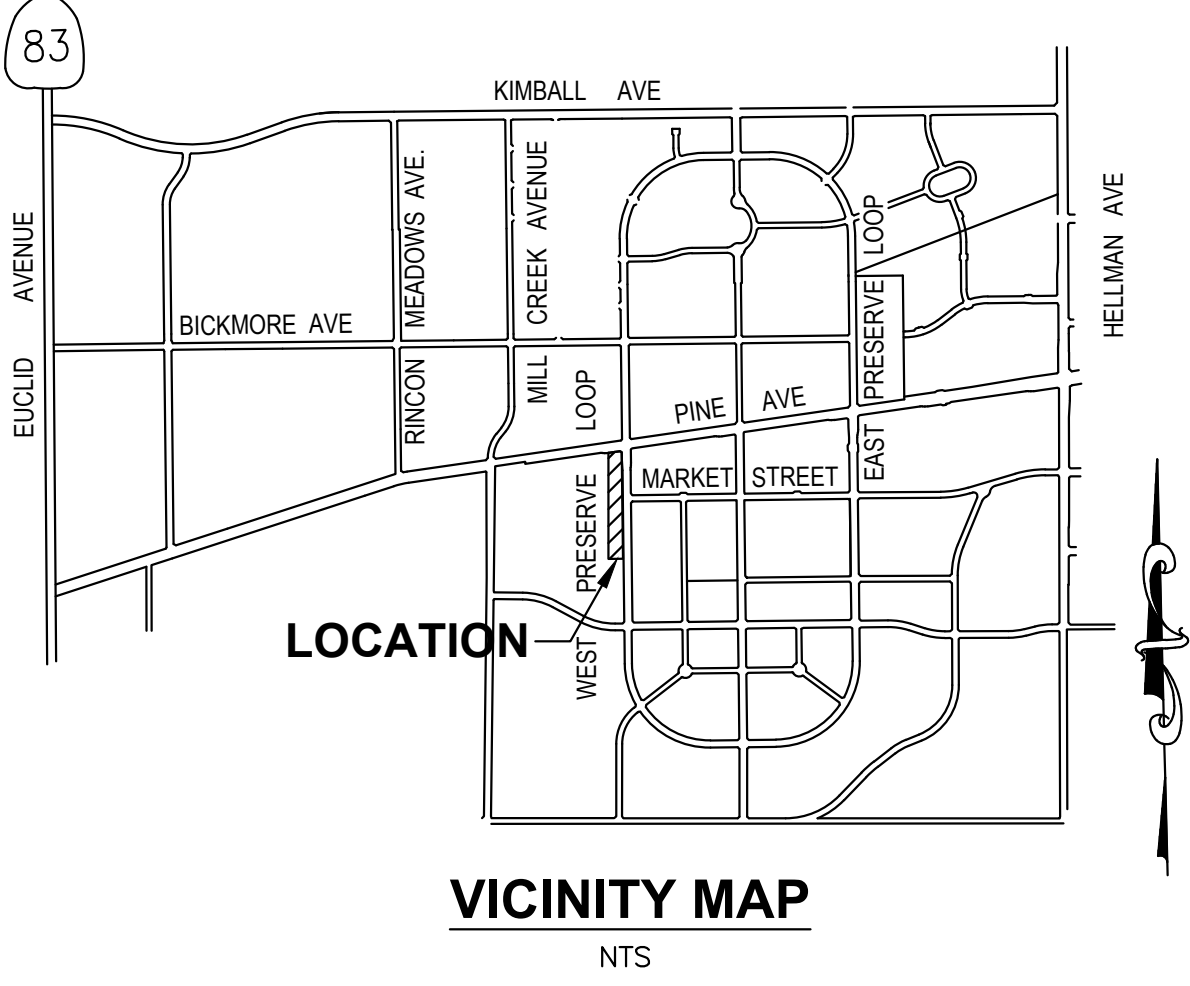 83
KIMBALL AVE
EUCLID AVENUE
BICKMORE AVE
RINCON MEADOWS AVE.
MILL CREEK AVENUE
WEST PRESERVE LOOP
PINE AVE
MARKET STREET
EAST PRESERVE LOOP
HELLMAN AVE
LOCATION
VICINITY MAP
NTS